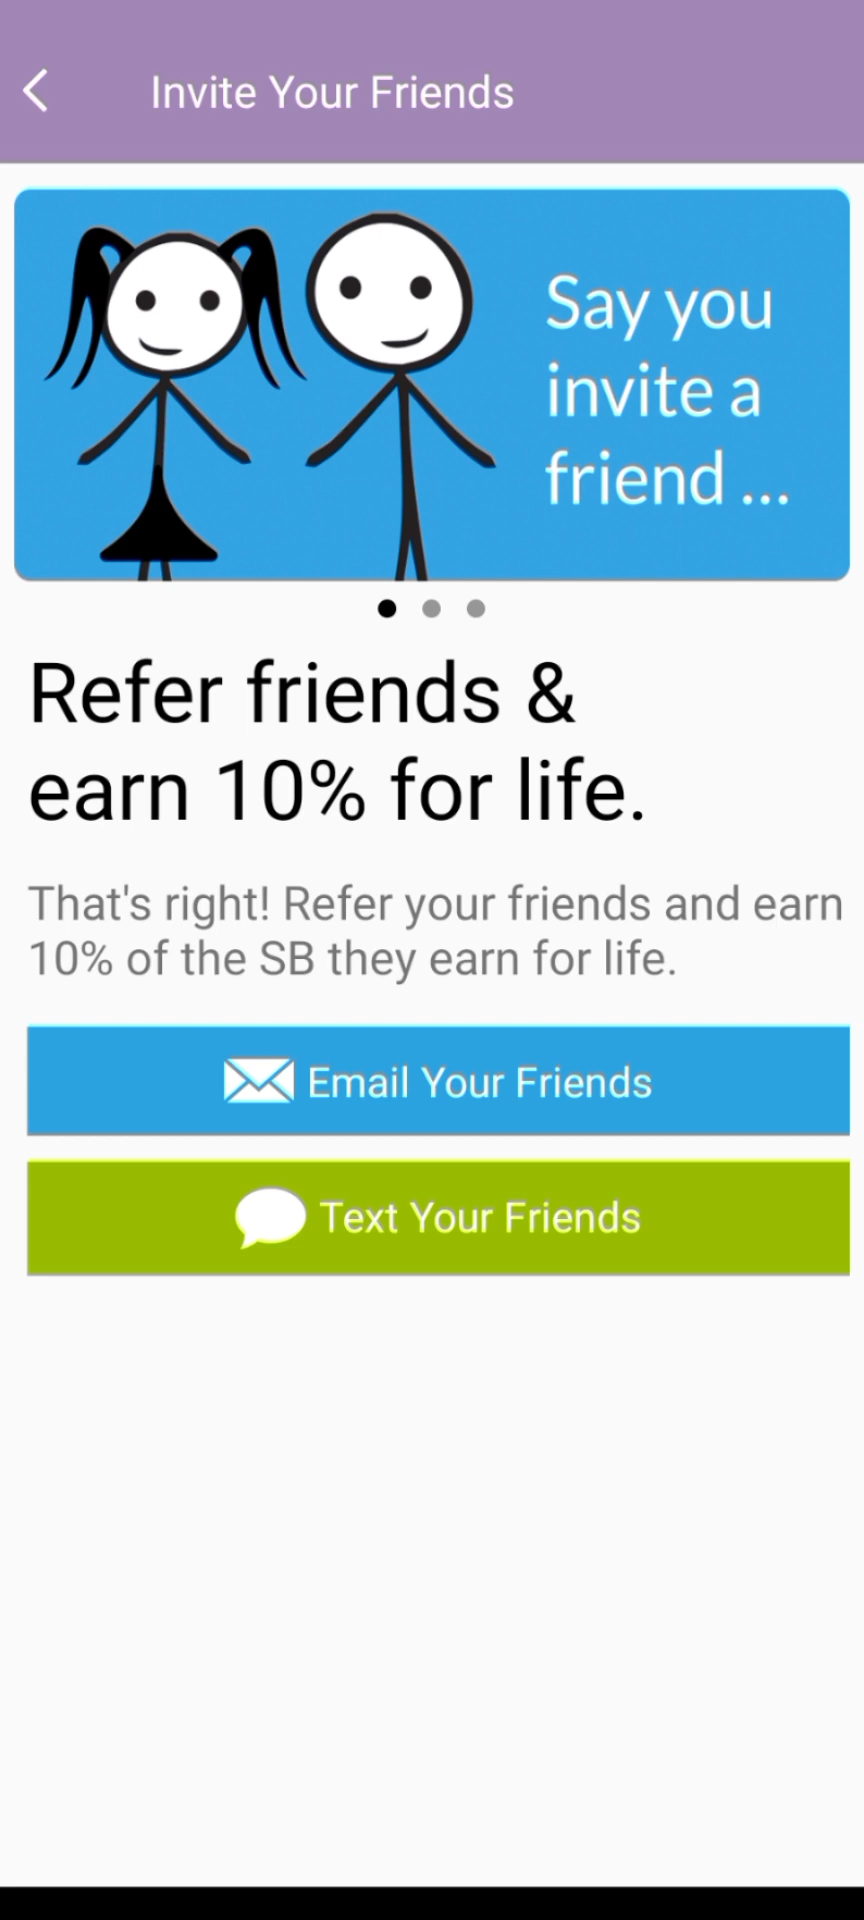 Invite Your Friends
Say you
invite a
friend ...
Refer friends &
earn 10% for life.
That's right! Refer your friends and earn
10% of the SB they earn for life.
Email Your Friends
Text Your Friends